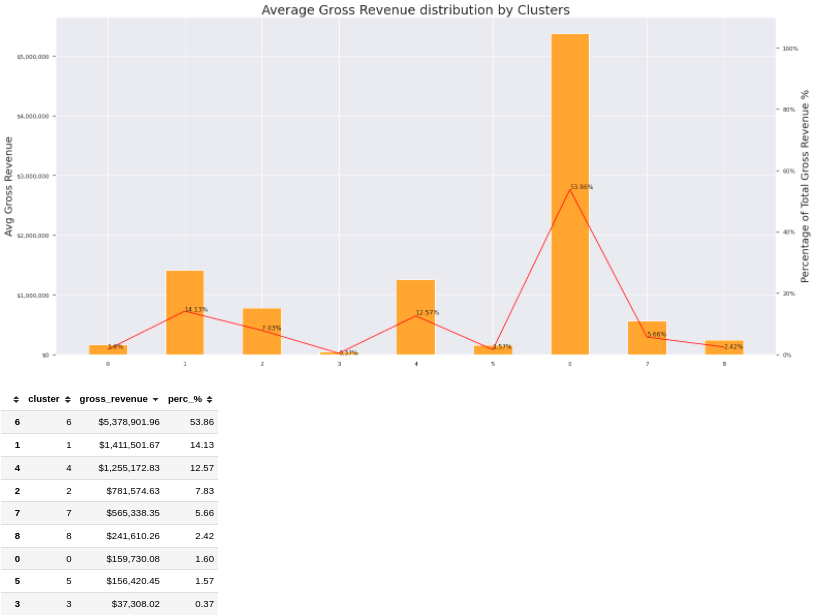 Average Gross Revenue distribution by Clusters
Avg Gross Revenue
$5,000,000
$4,000,000
$3,000,000
$2,000,000
$1,000,000
$0
100%
80%
60%
40%
20%
0%
Percentage of Total Gross Revenue %
1.6%
14.13%
7.83%
0.37%
12.57%
1.57%
53.86%
5.66%
2.42%
0 1 2 3 4 5 6 7 8
cluster gross_revenue perc_%
6 6 $5,378,901.96 53.86
1 1 $1,411,501.67 14.13
4 4 $1,255,172.83 12.57
2 2 $781,574.63 7.83
7 7 $565,338.35 5.66
8 8 $241,610.26 2.42
0 0 $159,730.08 1.60
5 5 $156,420.45 1.57
3 3 $37,308.02 0.37